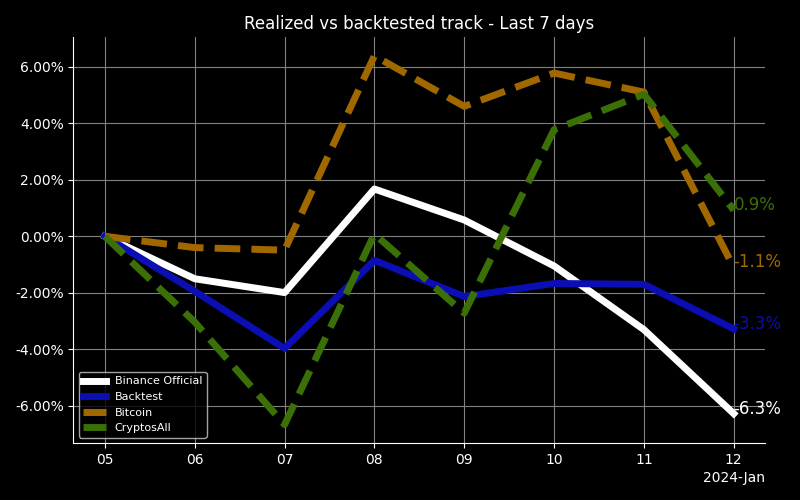 Realized vs backtested track - Last 7 days
6.00%
4.00%
2.00%
0.00%
-2.00%
-4.00%
-6.00%
0.9%
-1.1%
-3.3%
-6.3%
Binance Official
Backtest
Bitcoin
CryptosAll
05 06 07 08 09 10 11 12
2024-Jan